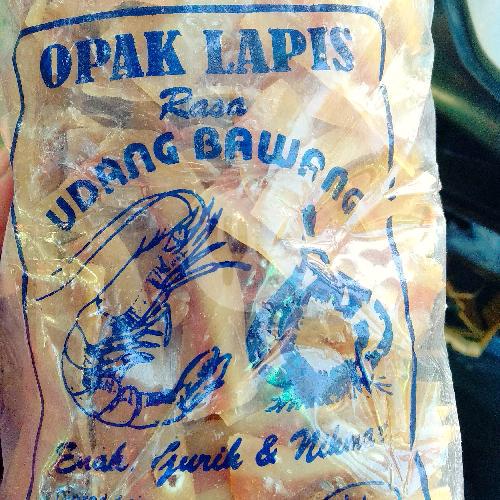 OPAK LAPIS
Rasa
UDANG BAWANG
Enak, Gurih & Nikmat